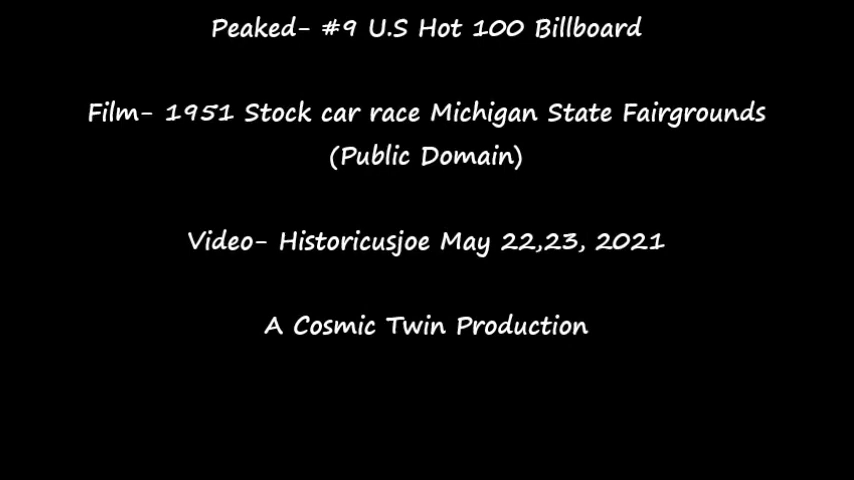 Peaked- #9 U.S Hot 100 Billboard
Film- 1951 Stock car race Michigan State Fairgrounds
(Public Domain)
Video- Historicusjoe May 22,23, 2021
A Cosmic Twin Production